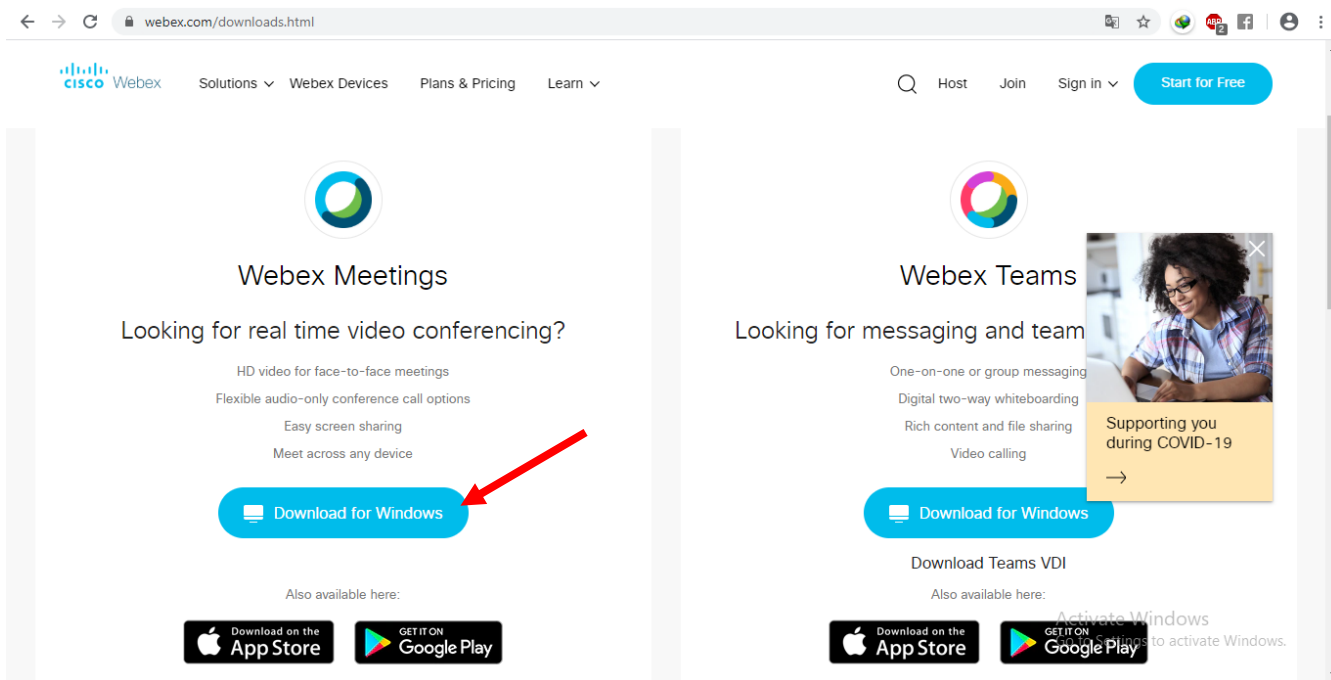 webex.com/downloads.html
ABP
2
CISCO Webex
Solutions
Webex Devices
Plans & Pricing
Learn
Host
Join
Sign in
Start for Free
Webex Meetings
Looking for real time video conferencing?
HD video for face-to-face meetings
Flexible audio-only conference call options
Easy screen sharing
Meet across any device
Download for Windows
Also available here:
Download on the
App Store
GET IT ON
Google Play
Webex Teams
Looking for messaging and team
One-on-one or group messaging
Digital two-way whiteboarding
Rich content and file sharing
Video calling
Download for Windows
Download Teams VDI
Also available here:
Download on the
App Store
GET IT ON
Google Play
Supporting you
during COVID-19
Activate Windows
Go to Settings to activate Windows.